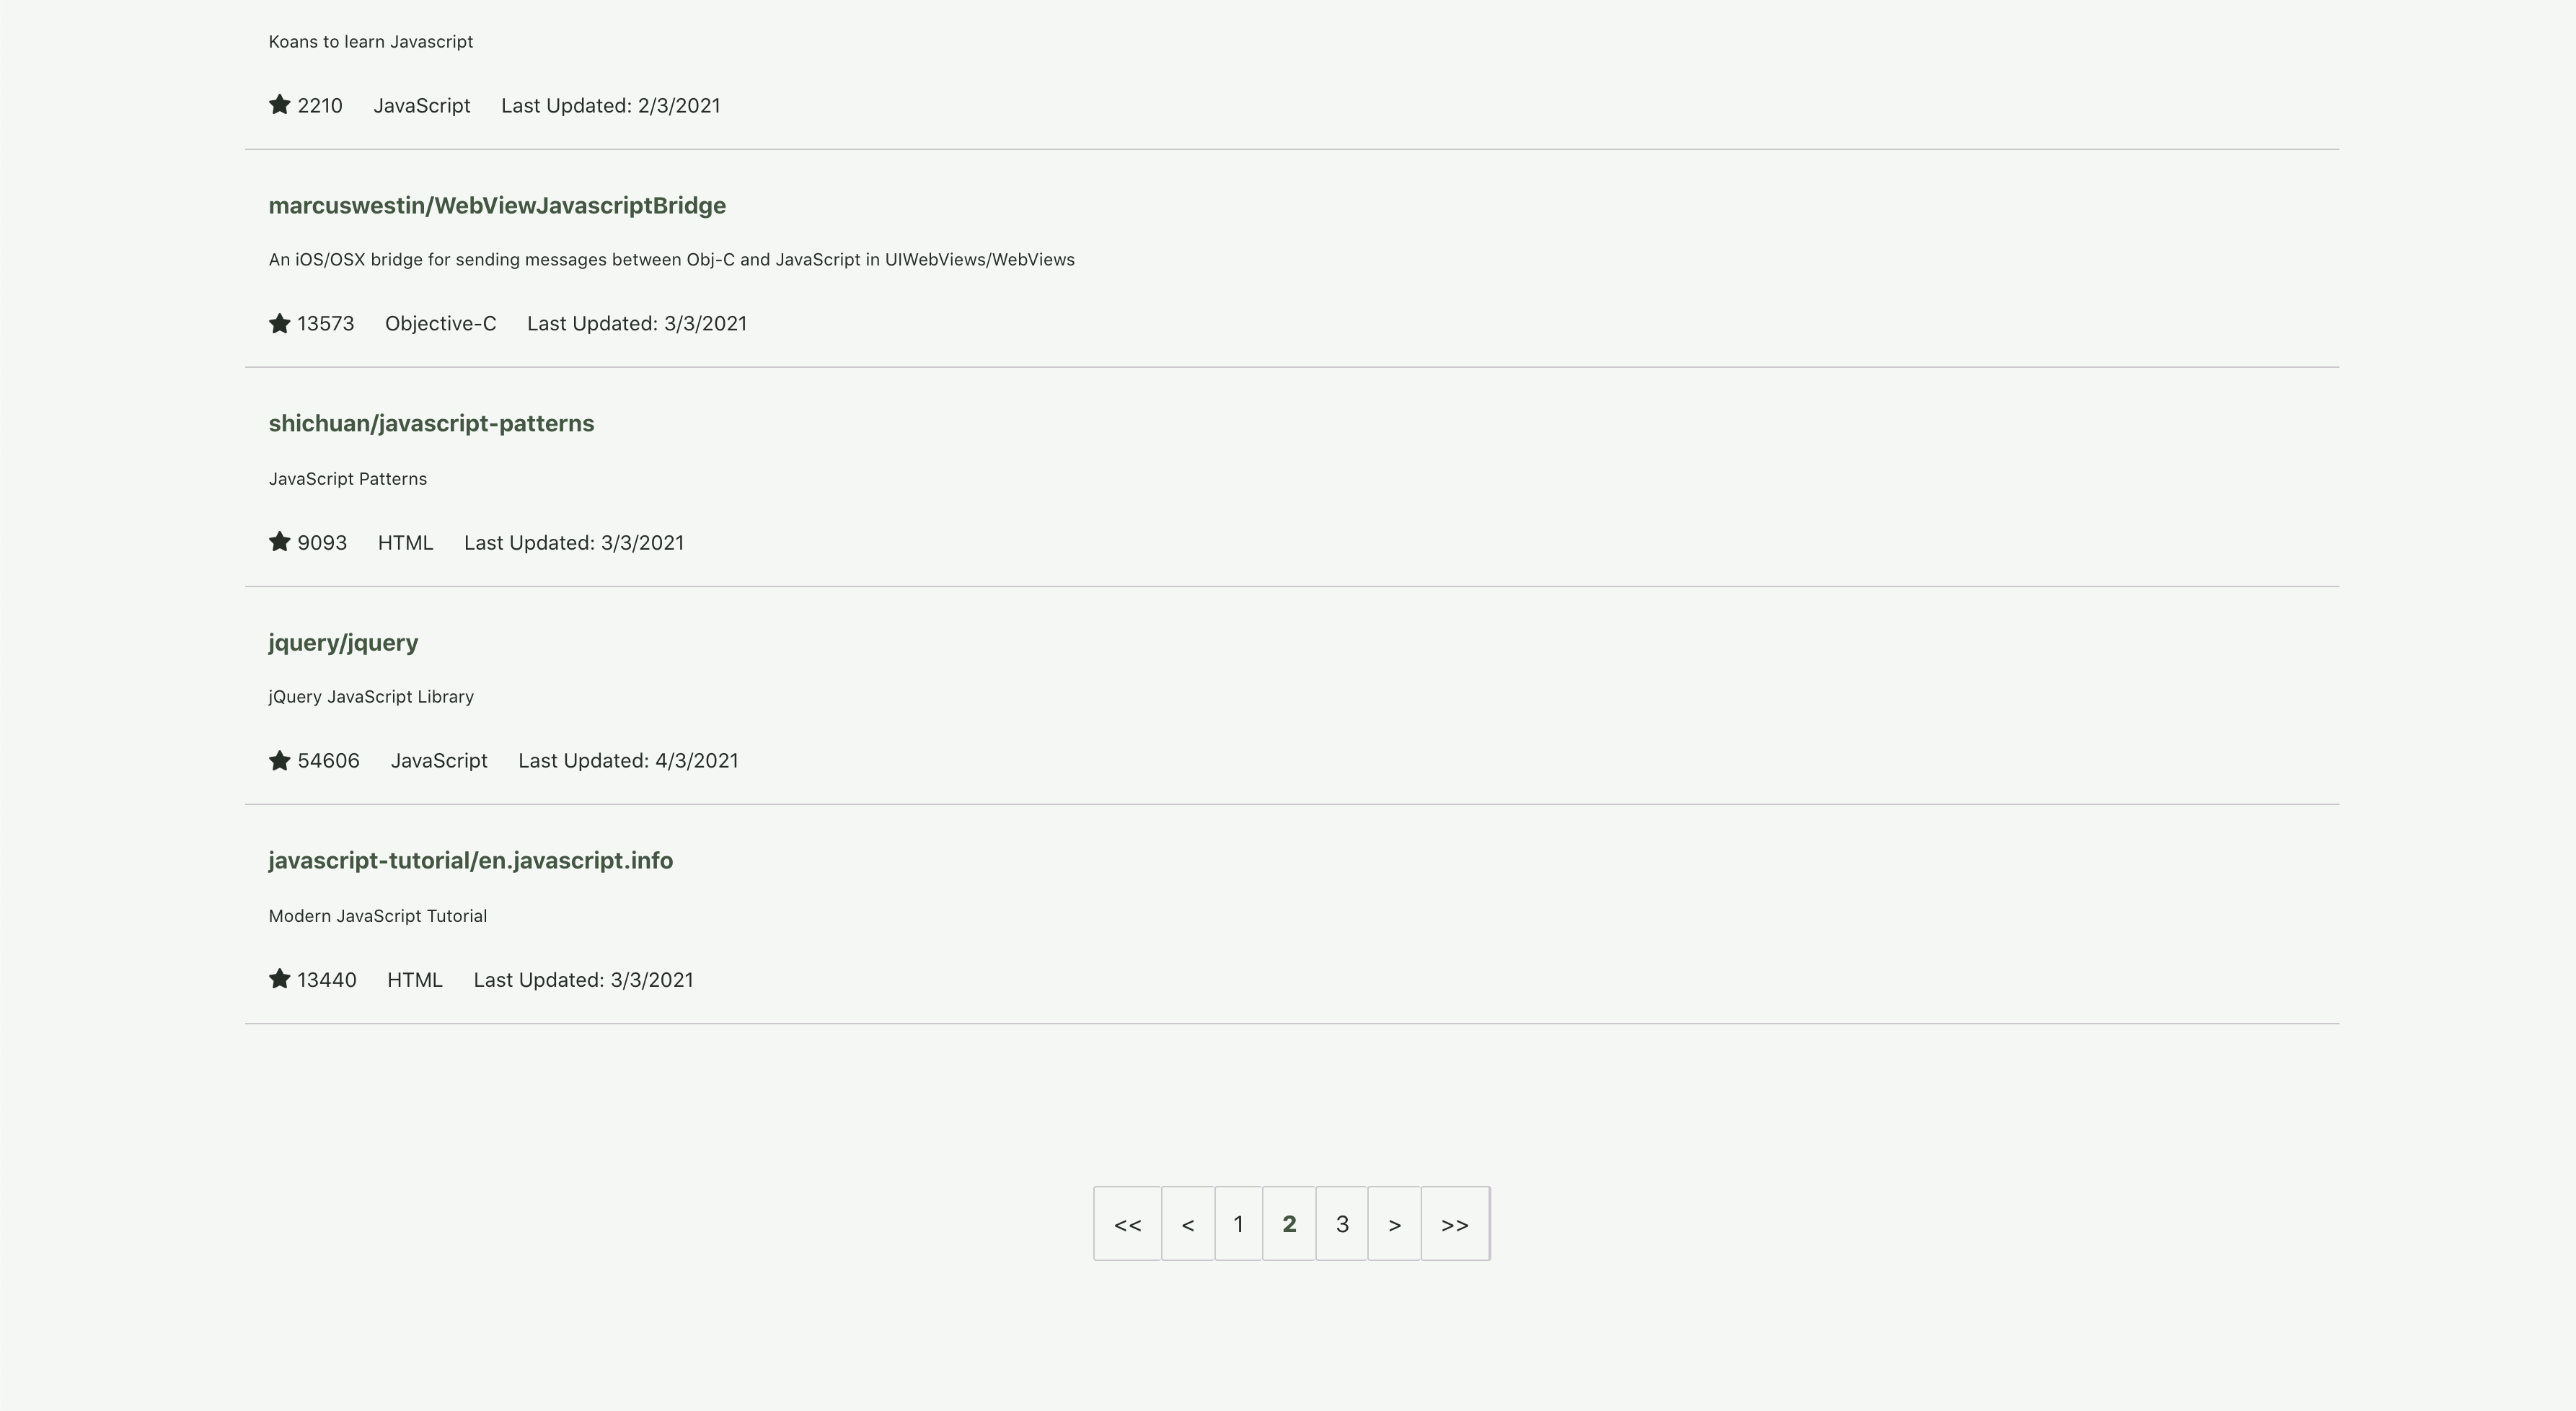 Koans to learn Javascript
2210 JavaScript Last Updated: 2/3/2021
marcuswestin/WebViewJavascriptBridge
An iOS/OSX bridge for sending messages between Obj-C and JavaScript in UIWebViews/WebViews
13573 Objective-C Last Updated: 3/3/2021
shichuan/javascript-patterns
JavaScript Patterns
9093 HTML Last Updated: 3/3/2021
jquery/jquery
jQuery JavaScript Library
54606 JavaScript Last Updated: 4/3/2021
javascript-tutorial/en.javascript.info
Modern JavaScript Tutorial
13440 HTML Last Updated: 3/3/2021
<< < 1 2 3 > >>